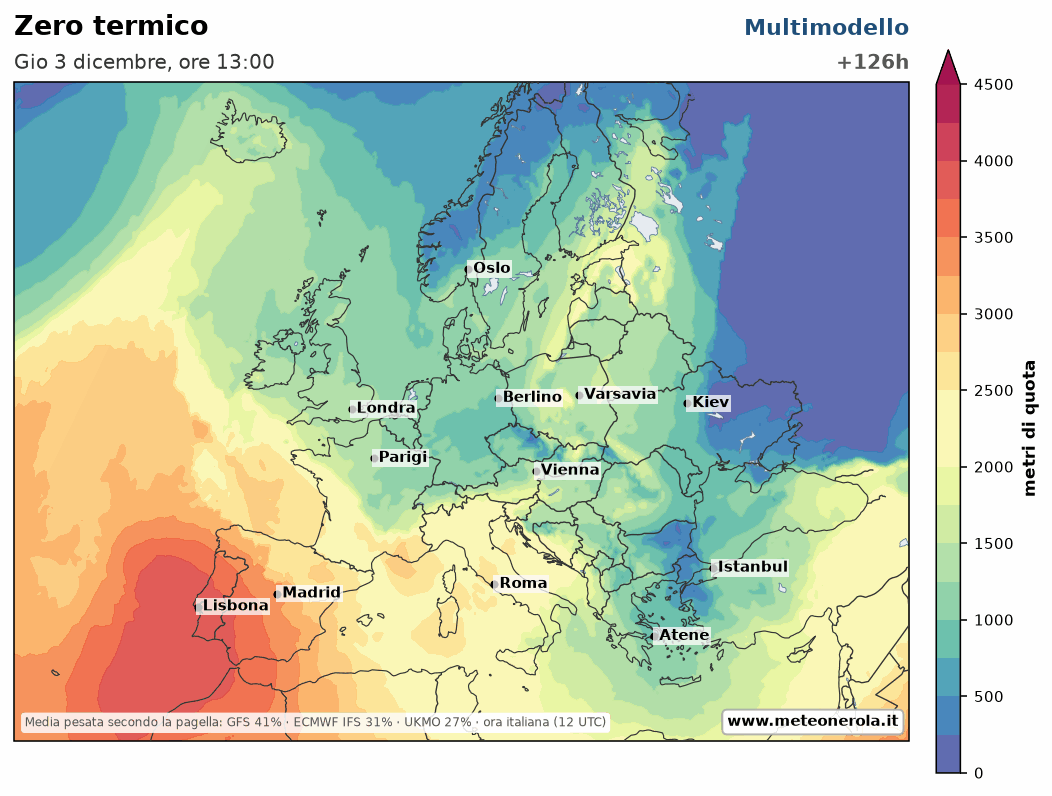 Zero termico
Multimodello
Gio 3 dicembre, ore 13:00
+126h
4500
4000
3500
3000
2500
2000
1500
1000
500
0
metri di quota
Oslo
Berlino
Varsavia
Kiev
Londra
Parigi
Vienna
Istanbul
Roma
Madrid
Lisbona
Atene
Media pesata secondo la pagella: GFS 41% · ECMWF IFS 31% · UKMO 27% · ora italiana (12 UTC)
www.meteonerola.it